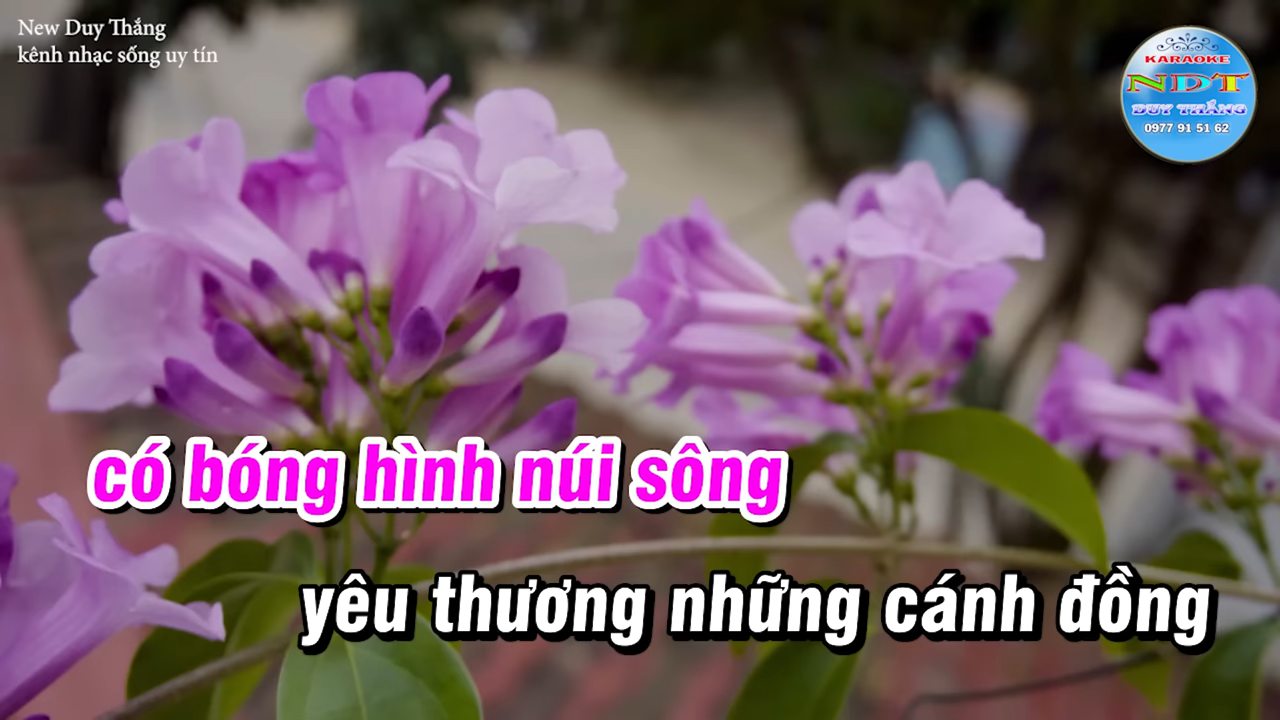 New Duy Thắng
kênh nhạc sống uy tín
KARAOKE
NDT
DUY THẮNG
0977 91 51 62
có bóng hình núi sông
yêu thương những cánh đồng